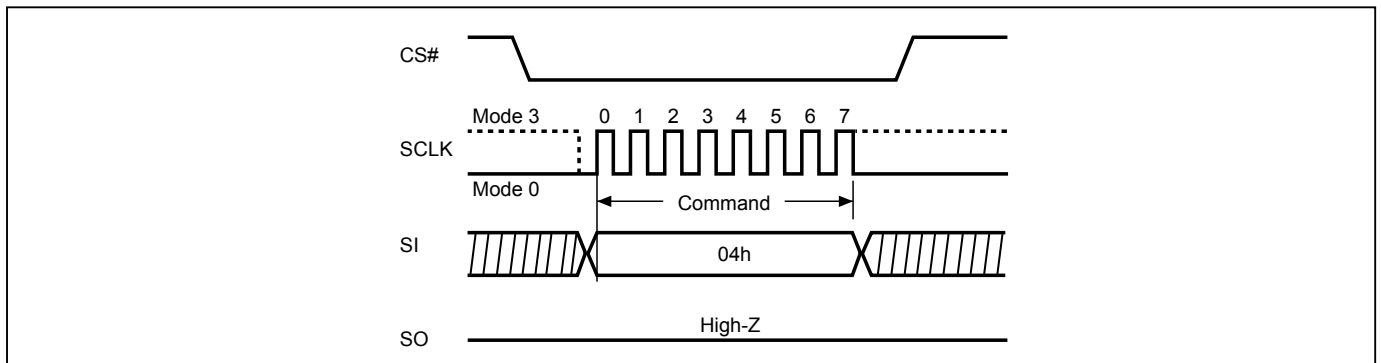 CS#
Mode 3 0 1 2 3 4 5 6 7
SCLK
Mode 0
Command
SI
04h
High-Z
SO